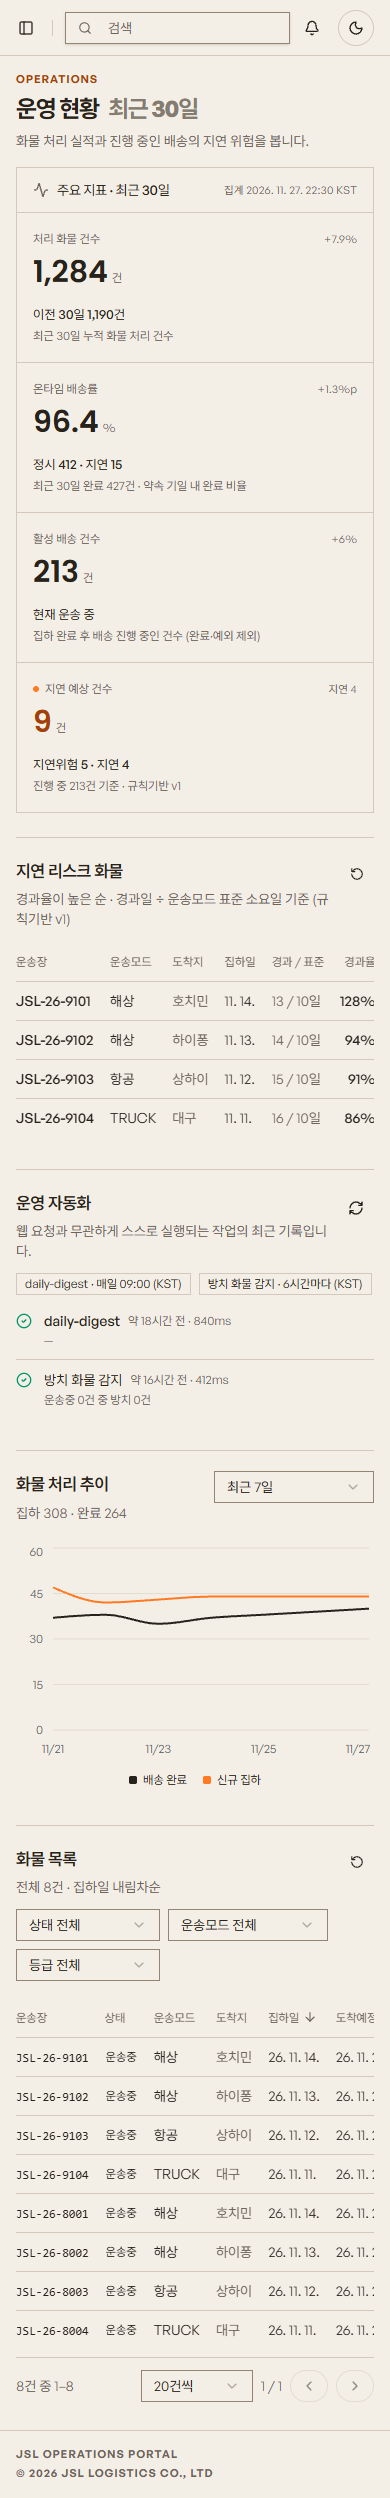 검색
OPERATIONS
운영 현황 최근 30일
화물 처리 실적과 진행 중인 배송의 지연 위험을 봅니다.
주요 지표 · 최근 30일 집계 2026. 11. 27. 22:30 KST
처리 화물 건수 +7.9%
1,284 건
이전 30일 1,190건
최근 30일 누적 화물 처리 건수
온타임 배송률 +1.3%p
96.4 %
정시 412 · 지연 15
최근 30일 완료 427건 · 약속 기일 내 완료 비율
활성 배송 건수 +6%
213 건
현재 운송 중
집하 완료 후 배송 진행 중인 건수 (완료·예외 제외)
지연 예상 건수 지연 4
9 건
지연위험 5 · 지연 4
진행 중 213건 기준 · 규칙기반 v1
지연 리스크 화물
경과율이 높은 순 · 경과일 ÷ 운송모드 표준 소요일 기준 (규
칙기반 v1)
운송장 운송모드 도착지 집하일 경과 / 표준 경과율
JSL-26-9101 해상 호치민 11. 14. 13 / 10일 128%
JSL-26-9102 해상 하이퐁 11. 13. 14 / 10일 94%
JSL-26-9103 항공 상하이 11. 12. 15 / 10일 91%
JSL-26-9104 TRUCK 대구 11. 11. 16 / 10일 86%
운영 자동화
웹 요청과 무관하게 스스로 실행되는 작업의 최근 기록입니
다.
daily-digest · 매일 09:00 (KST) 방치 화물 감지 · 6시간마다 (KST)
daily-digest 약 18시간 전 · 840ms
—
방치 화물 감지 약 16시간 전 · 412ms
운송중 0건 중 방치 0건
화물 처리 추이 최근 7일
집하 308 · 완료 264
60
45
30
15
0
11/21 11/23 11/25 11/27
배송 완료 신규 집하
화물 목록
전체 8건 · 집하일 내림차순
상태 전체 운송모드 전체
등급 전체
운송장 상태 운송모드 도착지 집하일 도착예정
JSL-26-9101 운송중 해상 호치민 26. 11. 14. 26. 11.
JSL-26-9102 운송중 해상 하이퐁 26. 11. 13. 26. 11.
JSL-26-9103 운송중 항공 상하이 26. 11. 12. 26. 11.
JSL-26-9104 운송중 TRUCK 대구 26. 11. 11. 26. 11.
JSL-26-8001 운송중 해상 호치민 26. 11. 14. 26. 11.
JSL-26-8002 운송중 해상 하이퐁 26. 11. 13. 26. 11.
JSL-26-8003 운송중 항공 상하이 26. 11. 12. 26. 11.
JSL-26-8004 운송중 TRUCK 대구 26. 11. 11. 26. 11.
8건 중 1–8 20건씩 1 / 1
JSL OPERATIONS PORTAL
© 2026 JSL LOGISTICS CO., LTD